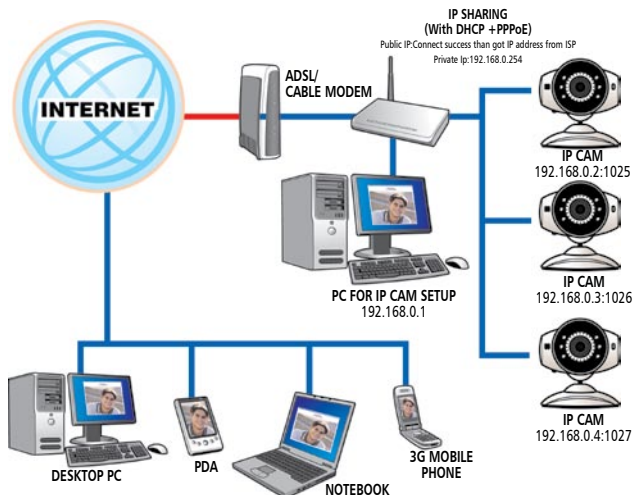 IP SHARING
(With DHCP +PPPoE)
Public IP:Connect success than got IP address from ISP
Private Ip:192.168.0.254
ADSL/
CABLE MODEM
INTERNET
IP CAM
192.168.0.2:1025
IP CAM
192.168.0.3:1026
PC FOR IP CAM SETUP
192.168.0.1
IP CAM
192.168.0.4:1027
DESKTOP PC
PDA
NOTEBOOK
3G MOBILE
PHONE